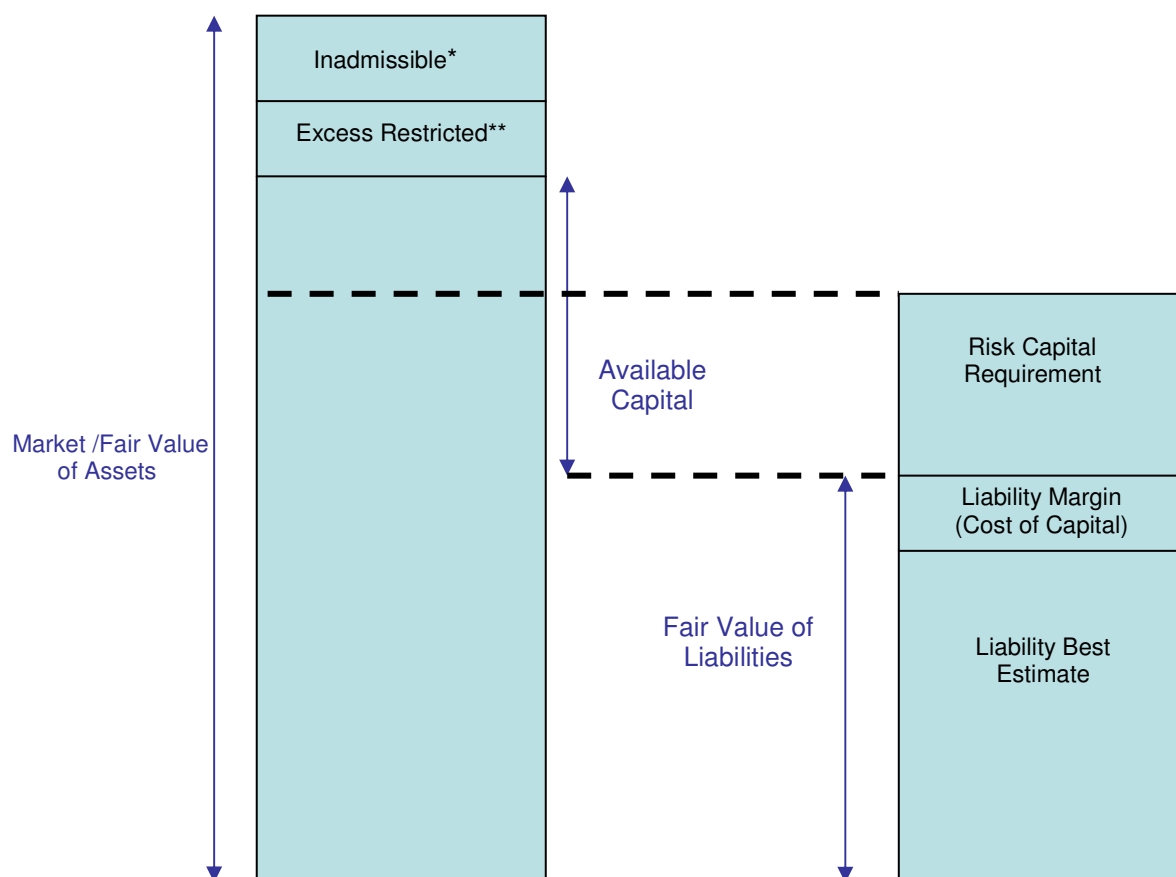 Inadmissible*
Excess Restricted**
Available
Capital
Risk Capital
Requirement
Market /Fair Value
of Assets
Liability Margin
(Cost of Capital)
Fair Value of
Liabilities
Liability Best
Estimate